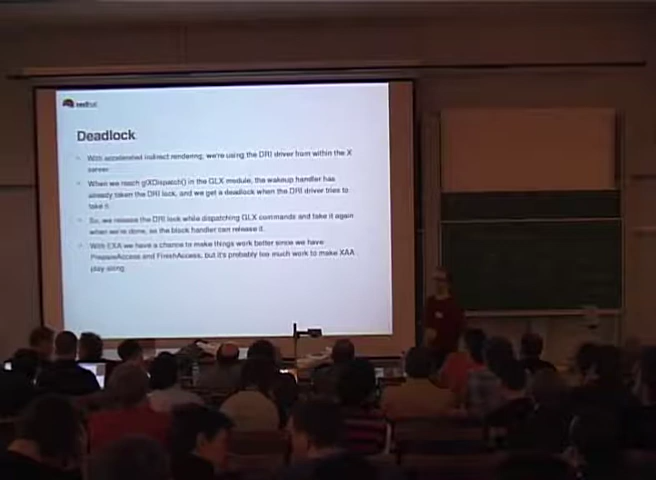 redhat
Deadlock
With accelerated indirect rendering, we're using the DRI driver from within the X
server
When we reach glXDispatch() in the GLX module, the wakeup handler has
already taken the DRI lock, and we get a deadlock when the DRI driver tries to
take it.
So, we release the DRI lock while dispatching GLX commands and take it again
when we're done, so the block handler can release it.
With EXA we have a chance to make things work better since we have
PrepareAccess and FinishAccess, but it's probably too much work to make XAA
play along.